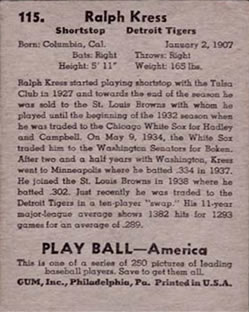 115. Ralph Kress
Shortstop Detroit Tigers
Born: Columbia, Cal. January 2, 1907
Bats: Right Throws: Right
Height: 5' 11" Weight: 165 lbs.
Ralph Kress started playing shortstop with the Tulsa
Club in 1927 and towards the end of the season he
was sold to the St. Louis Browns with whom he
played until the beginning of the 1932 season when
he was traded to the Chicago White Sox for Hadley
and Campbell. On May 9, 1934, the White Sox
traded him to the Washington Senators for Boken.
After two and a half years with Washington, Kress
went to Minneapolis where he batted .334 in 1937.
He joined the St. Louis Browns in 1938 where he
batted .302. Just recently he was traded to the
Detroit Tigers in a ten-player "swap." His 11-year
major-league average shows 1382 hits for 1293
games for an average of .289.
PLAY BALL—America
This is one of a series of 250 pictures of leading
baseball players. Save to get them all.
GUM, Inc., Philadelphia, Pa. Printed in U.S.A.